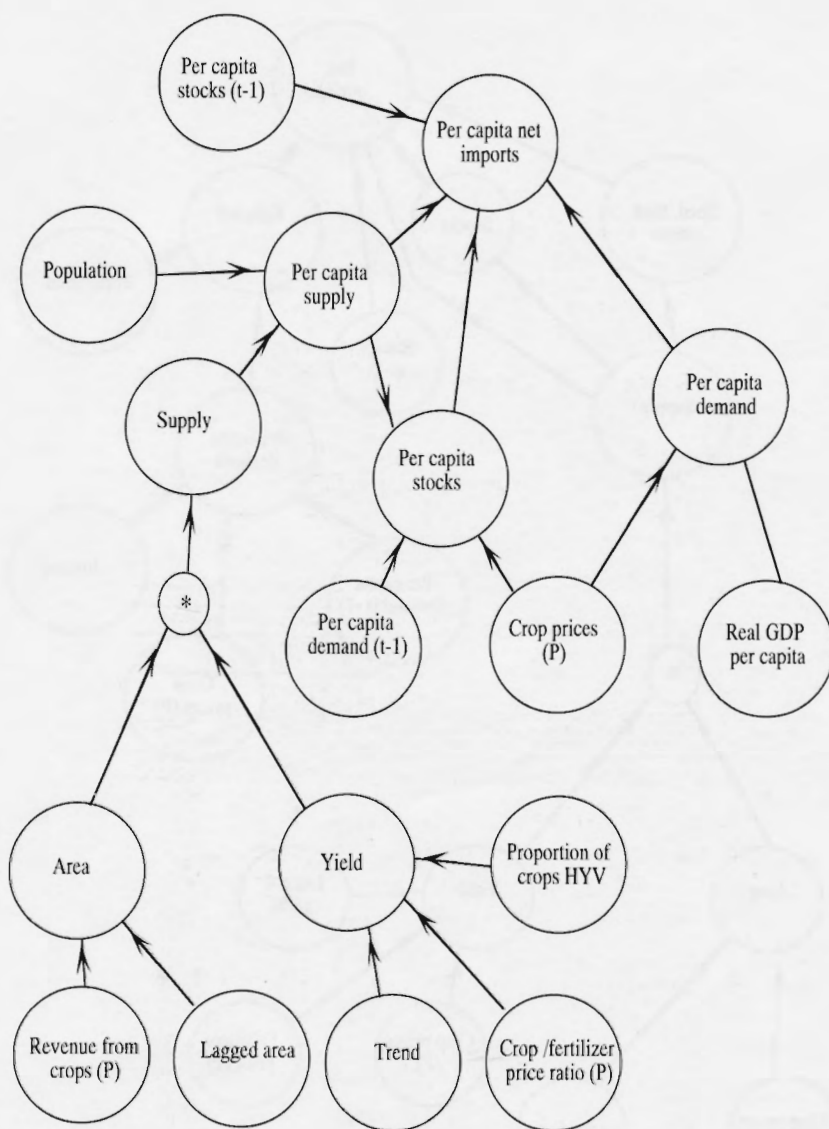 Per capita
stocks (t-1)
Per capita net
imports
Population
Per capita
supply
Supply
Per capita
demand
Per capita
stocks
*
Per capita
demand (t-1)
Crop prices
(P)
Real GDP
per capita
Area
Yield
Proportion of
crops HYV
Revenue from
crops (P)
Lagged area
Trend
Crop /fertilizer
price ratio (P)